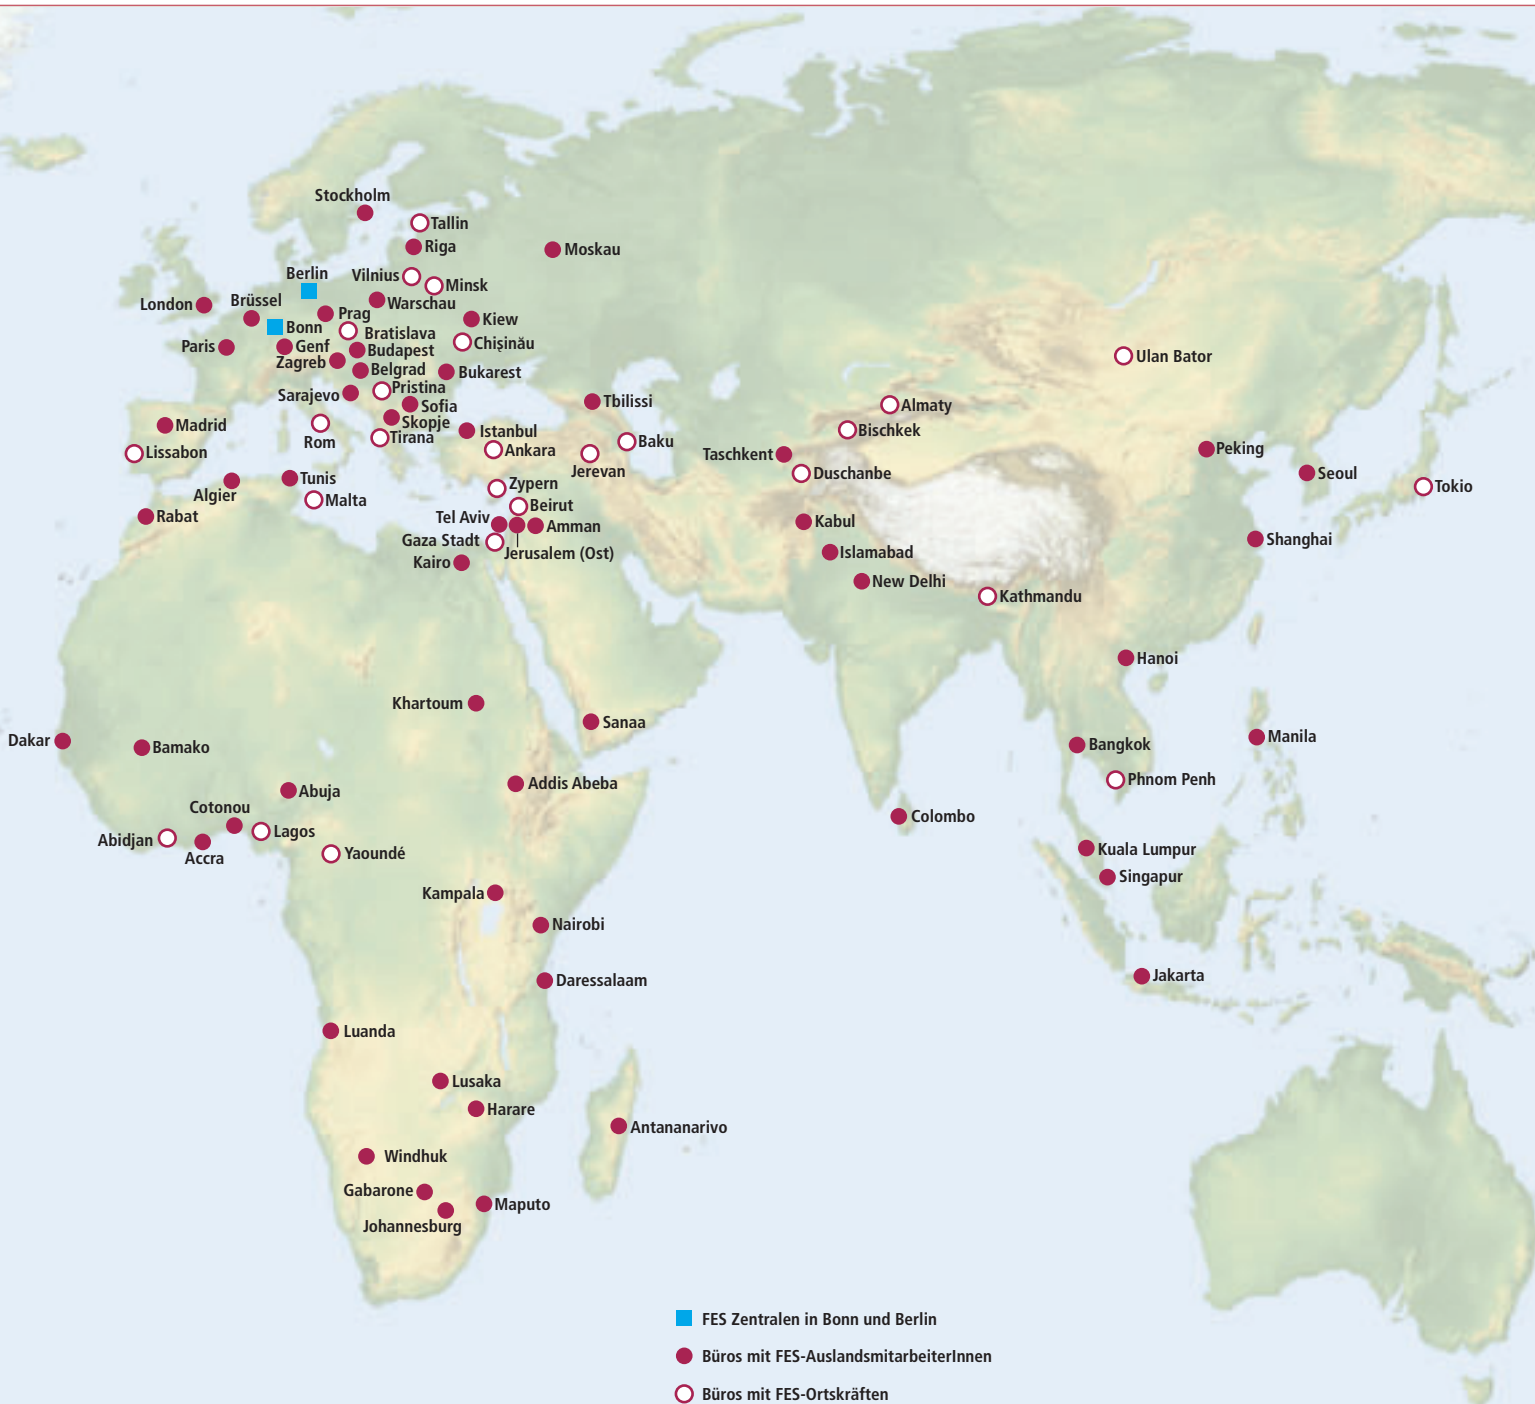 Stockholm
Tallin
Riga
Moskau
Berlin
Vilnius
Minsk
London
Brüssel
Warschau
Prag
Kiew
Bonn
Bratislava
Chişinău
Paris
Genf
Budapest
Zagreb
Belgrad
Bukarest
Ulan Bator
Pristina
Sarajevo
Sofia
Tbilissi
Almaty
Skopje
Madrid
Istanbul
Bischkek
Rom
Tirana
Baku
Lissabon
Ankara
Taschkent
Peking
Jerevan
Duschanbe
Seoul
Tunis
Zypern
Tokio
Algier
Malta
Beirut
Rabat
Tel Aviv
Amman
Kabul
Gaza Stadt
Jerusalem (Ost)
Shanghai
Kairo
Islamabad
New Delhi
Kathmandu
Hanoi
Khartoum
Sanaa
Dakar
Bamako
Manila
Bangkok
Phnom Penh
Addis Abeba
Abuja
Cotonou
Colombo
Lagos
Abidjan
Accra
Yaoundé
Kuala Lumpur
Singapur
Kampala
Nairobi
Jakarta
Daressalaam
Luanda
Lusaka
Harare
Antananarivo
Windhuk
Gabarone
Maputo
Johannesburg
FES Zentralen in Bonn und Berlin
Büros mit FES-AuslandsmitarbeiterInnen
Büros mit FES-Ortskräften